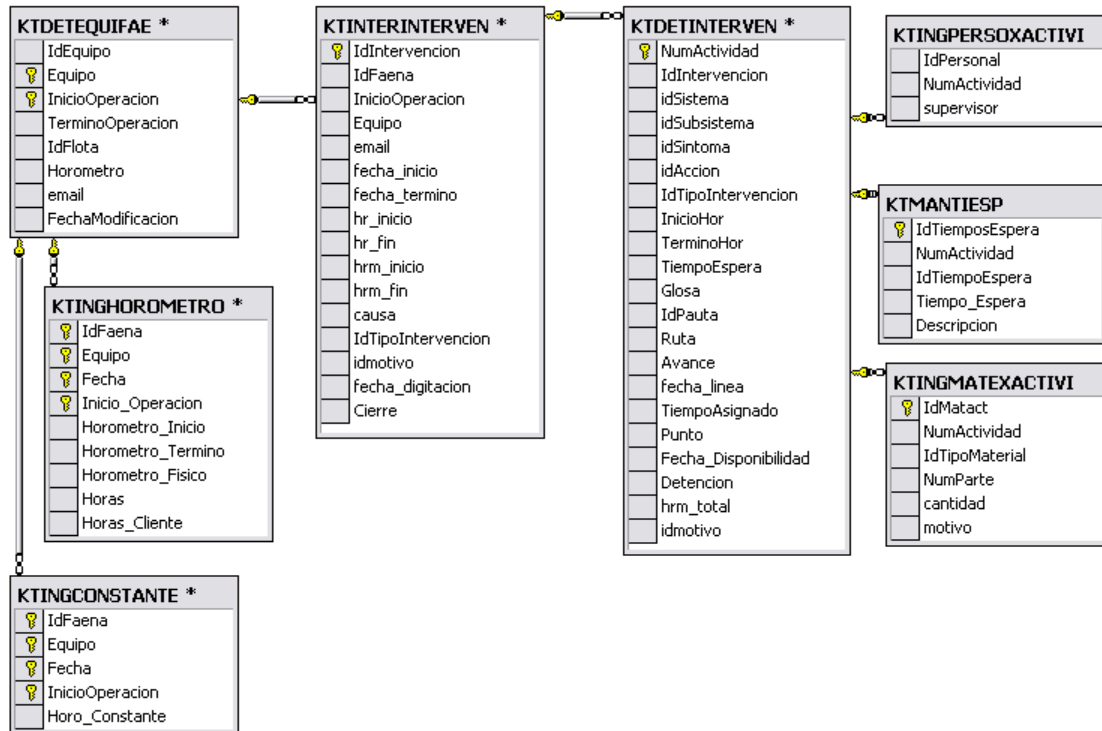 KTDETEQUIFAE *
IdEquipo
Equipo
InicioOperacion
TerminoOperacion
IdFlota
Horometro
email
FechaModificacion
KTINGHOROMETRO *
IdFaena
Equipo
Fecha
Inicio_Operacion
Horometro_Inicio
Horometro_Termino
Horometro_Fisico
Horas
Horas_Cliente
KTINGCONSTANTE *
IdFaena
Equipo
Fecha
InicioOperacion
Horo_Constante
KTINTERINTERVEN *
IdIntervencion
IdFaena
InicioOperacion
Equipo
email
fecha_inicio
fecha_termino
hr_inicio
hr_fin
hrm_inicio
hrm_fin
causa
IdTipoIntervencion
idmotivo
fecha_digitacion
Cierre
KTDETINTERVEN *
NumActividad
IdIntervencion
idSistema
idSubsistema
idSintoma
idAccion
IdTipoIntervencion
InicioHor
TerminoHor
TiempoEspera
Glosa
IdPauta
Ruta
Avance
fecha_linea
TiempoAsignado
Punto
Fecha_Disponibilidad
Detencion
hrm_total
idmotivo
KTINGPERSOXACTIVI
IdPersonal
NumActividad
supervisor
KTMANTIESP
IdTiemposEspera
NumActividad
IdTiempoEspera
Tiempo_Espera
Descripcion
KTINGMATEXACTIVI
IdMatact
NumActividad
IdTipoMaterial
NumParte
cantidad
motivo